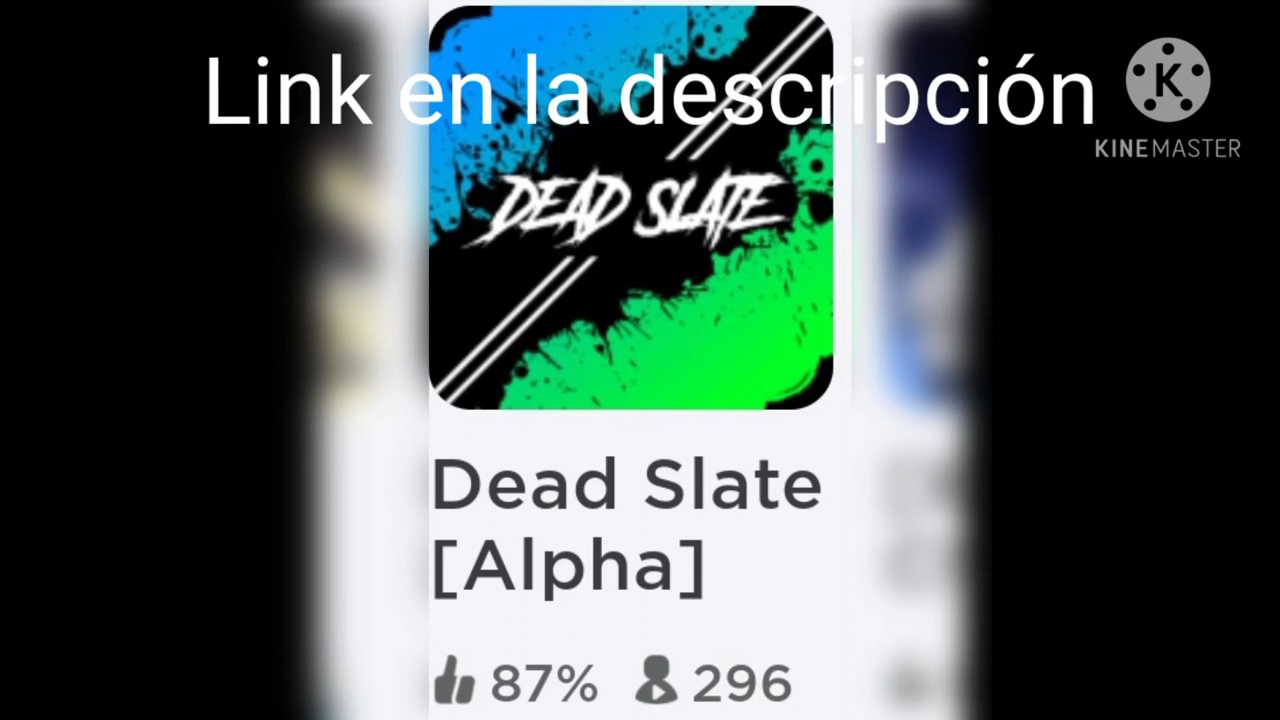 Link en la descripción
KINEMASTER
DEAD SLATE
Dead Slate
[Alpha]
87% 296